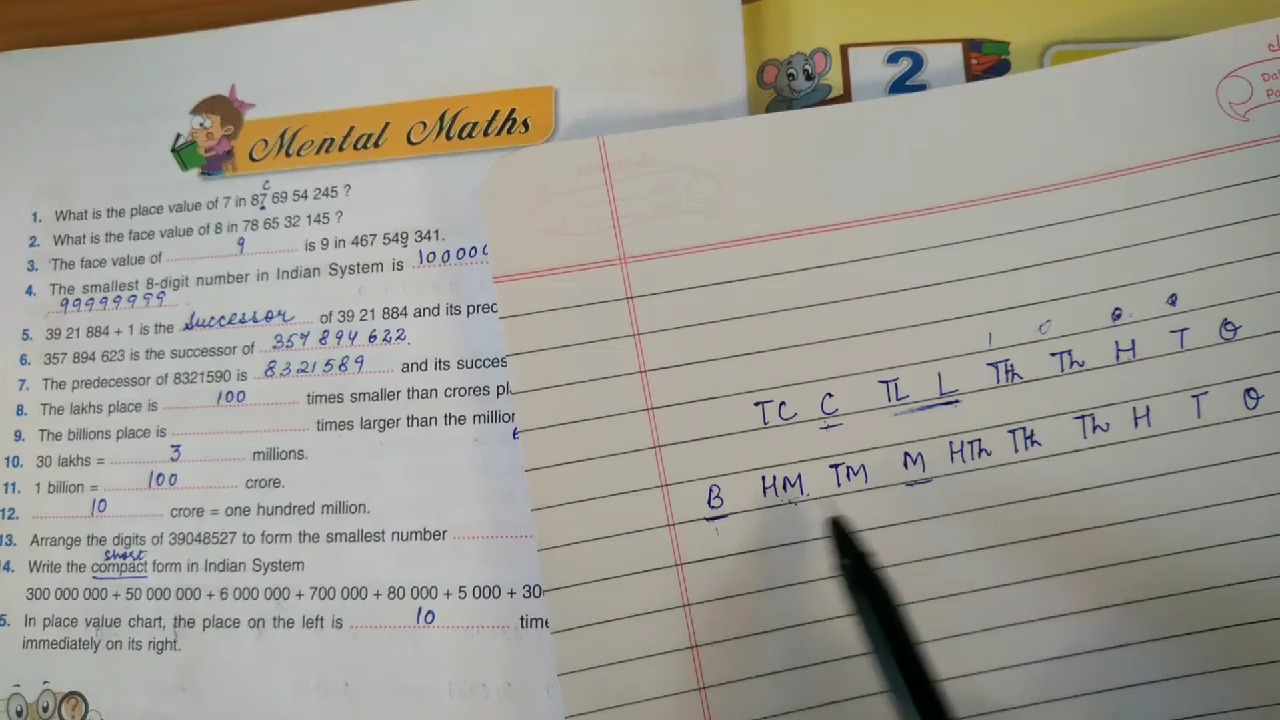 2
Mental Maths
C
1. What is the place value of 7 in 87 69 54 245 ?
2. What is the face value of 8 in 78 65 32 145 ?
3. The face value of 9 is 9 in 467 549 341.
4. The smallest 8-digit number in Indian System is 100000
99999999
5. 39 21 884 + 1 is the successor of 39 21 884 and its pred
6. 357 894 623 is the successor of 357 894 622.
7. The predecessor of 8321590 is 8321589 and its succes
8. The lakhs place is 100 times smaller than crores pl
9. The billions place is times larger than the million
10. 30 lakhs = 3 millions.
11. 1 billion = 100 crore.
12. 10 crore = one hundred million.
13. Arrange the digits of 39048527 to form the smallest number
short
4. Write the compact form in Indian System
300 000 000 + 50 000 000 + 6 000 000 + 700 000 + 80 000 + 5 000 + 30
5. In place value chart, the place on the left is 10 time
immediately on its right.
1 0 0 0
TC C TL L TTh Th H T O
B HM. TM M HTh TTh Th H T O